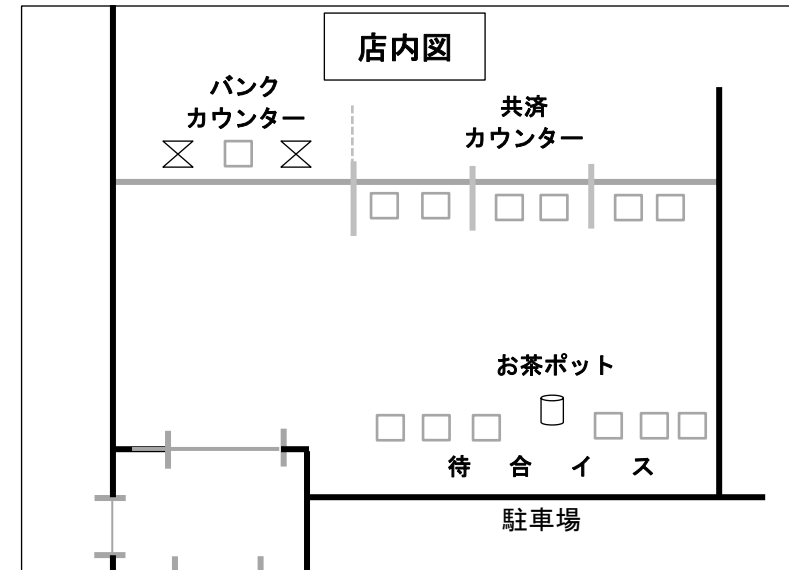 店内図
バンク
カウンター
共済
カウンター
お茶ポット
待合イス
駐車場